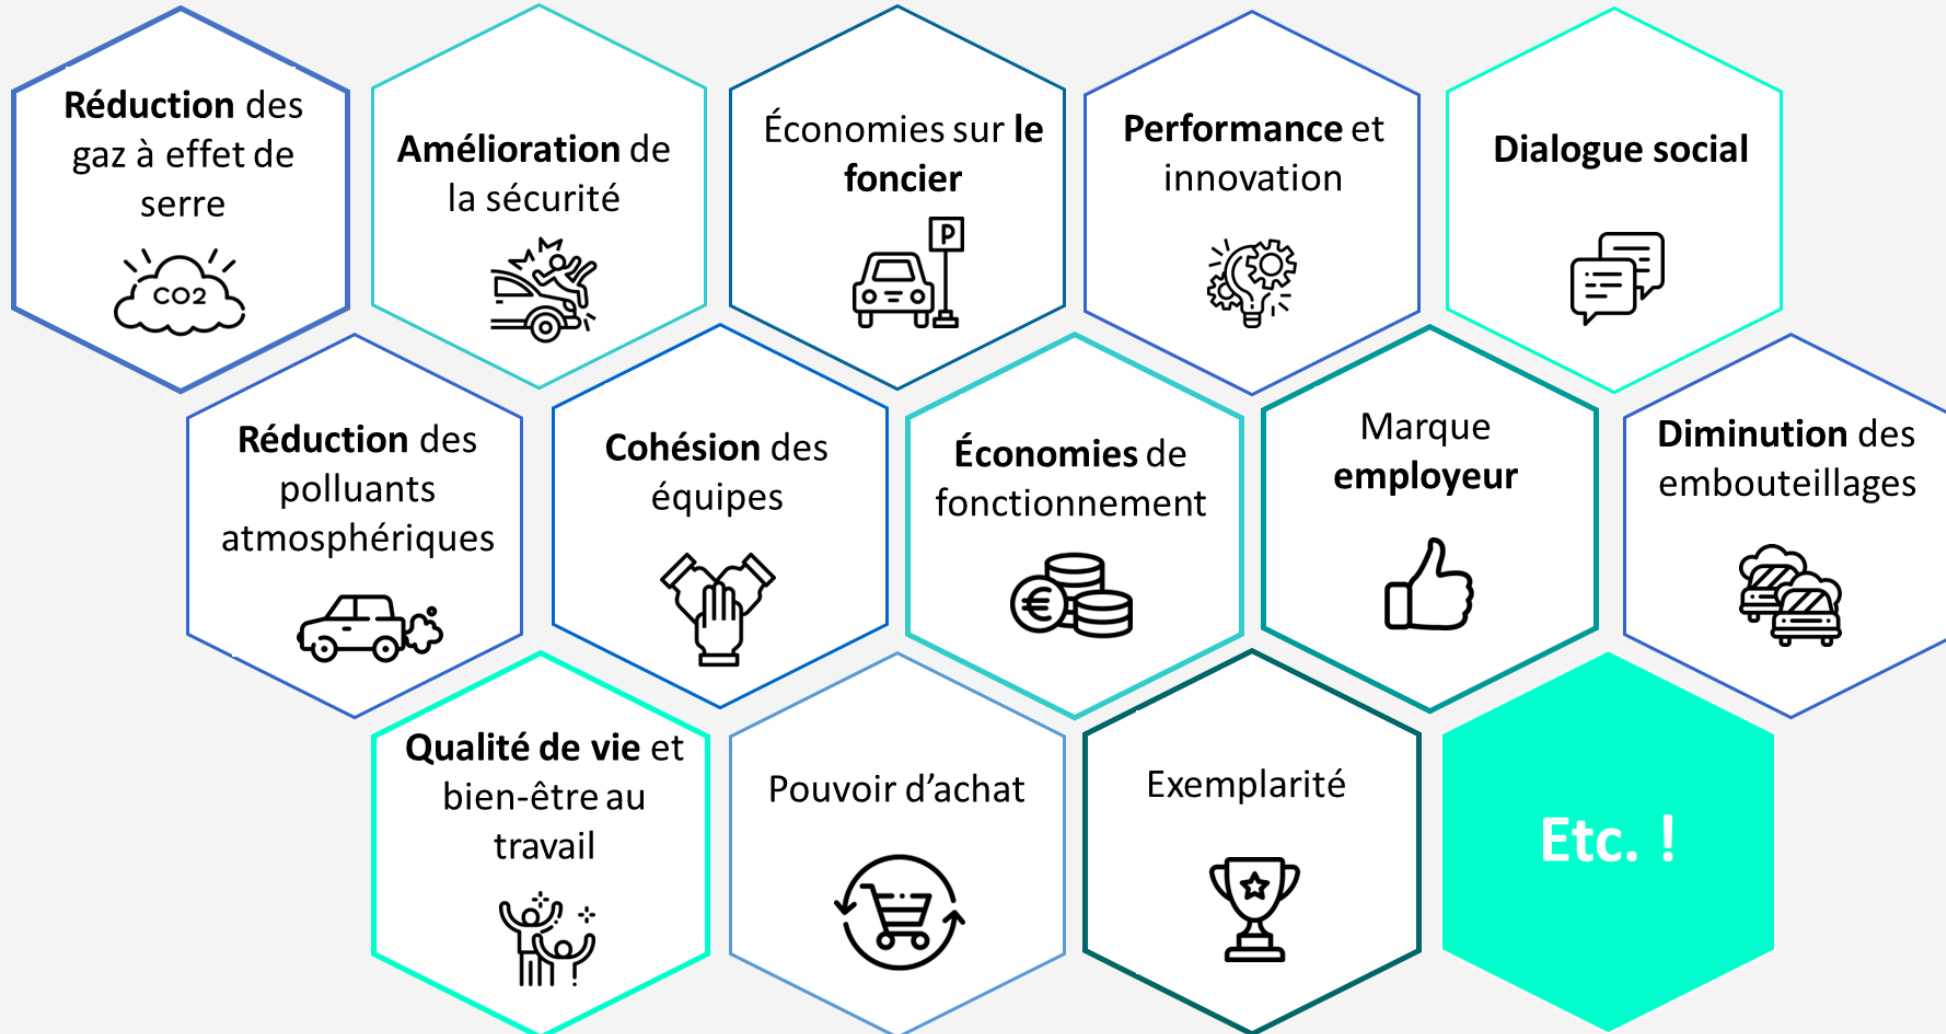 Réduction des
gaz à effet de
serre
CO2
Amélioration de
la sécurité
Économies sur le
foncier
P
Performance et
innovation
Dialogue social
Réduction des
polluants
atmosphériques
Cohésion des
équipes
Économies de
fonctionnement
€
Marque
employeur
Diminution des
embouteillages
Qualité de vie et
bien-être au
travail
Pouvoir d’achat
Exemplarité
Etc. !